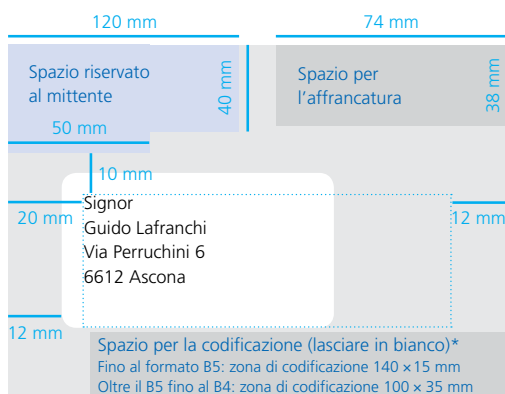 120 mm
74 mm
Spazio riservato
al mittente
40 mm
Spazio per
l’affrancatura
38 mm
50 mm
10 mm
20 mm
12 mm
Signor
Guido Lafranchi
Via Perruchini 6
6612 Ascona
12 mm
Spazio per la codificazione (lasciare in bianco)*
Fino al formato B5: zona di codificazione 140 × 15 mm
Oltre il B5 fino al B4: zona di codificazione 100 × 35 mm